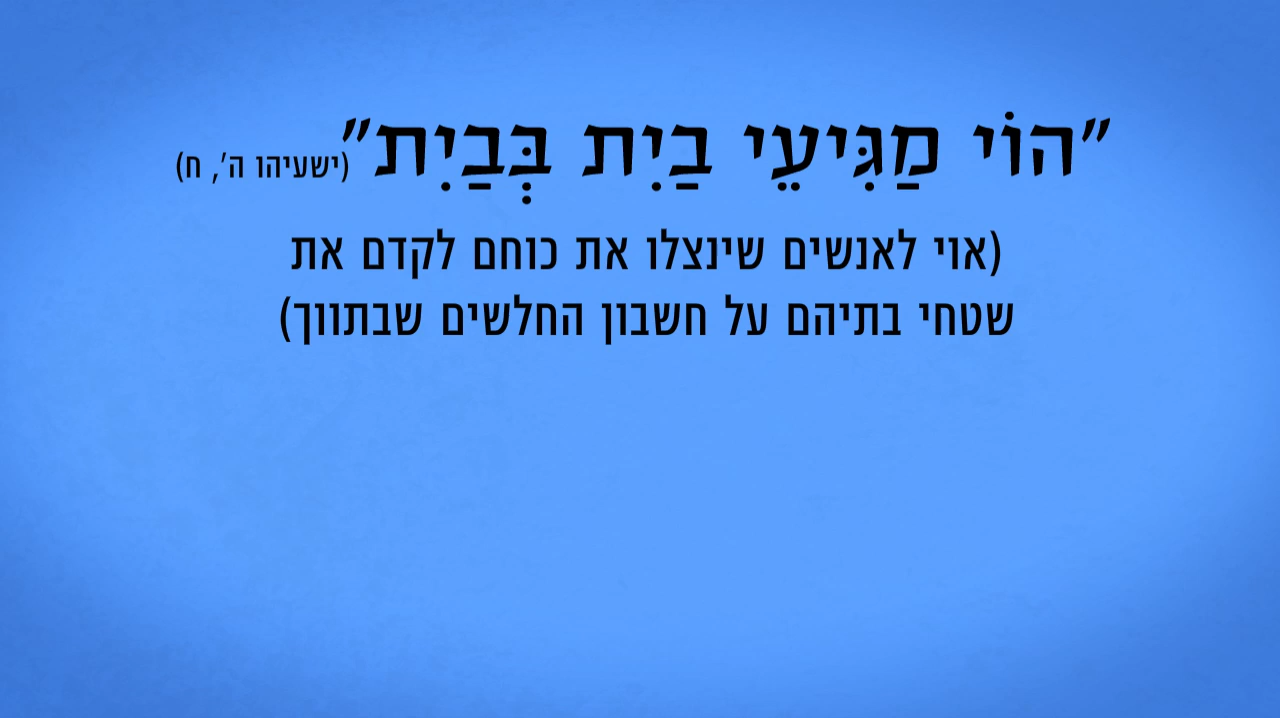 "הוֹי מַגִּיעֵי בַיִת בְּבַיִת" (ישעיהו ה', ח)
(אוי לאנשים שינצלו את כוחם לקדם את
שטחי בתיהם על חשבון החלשים שבתווך)